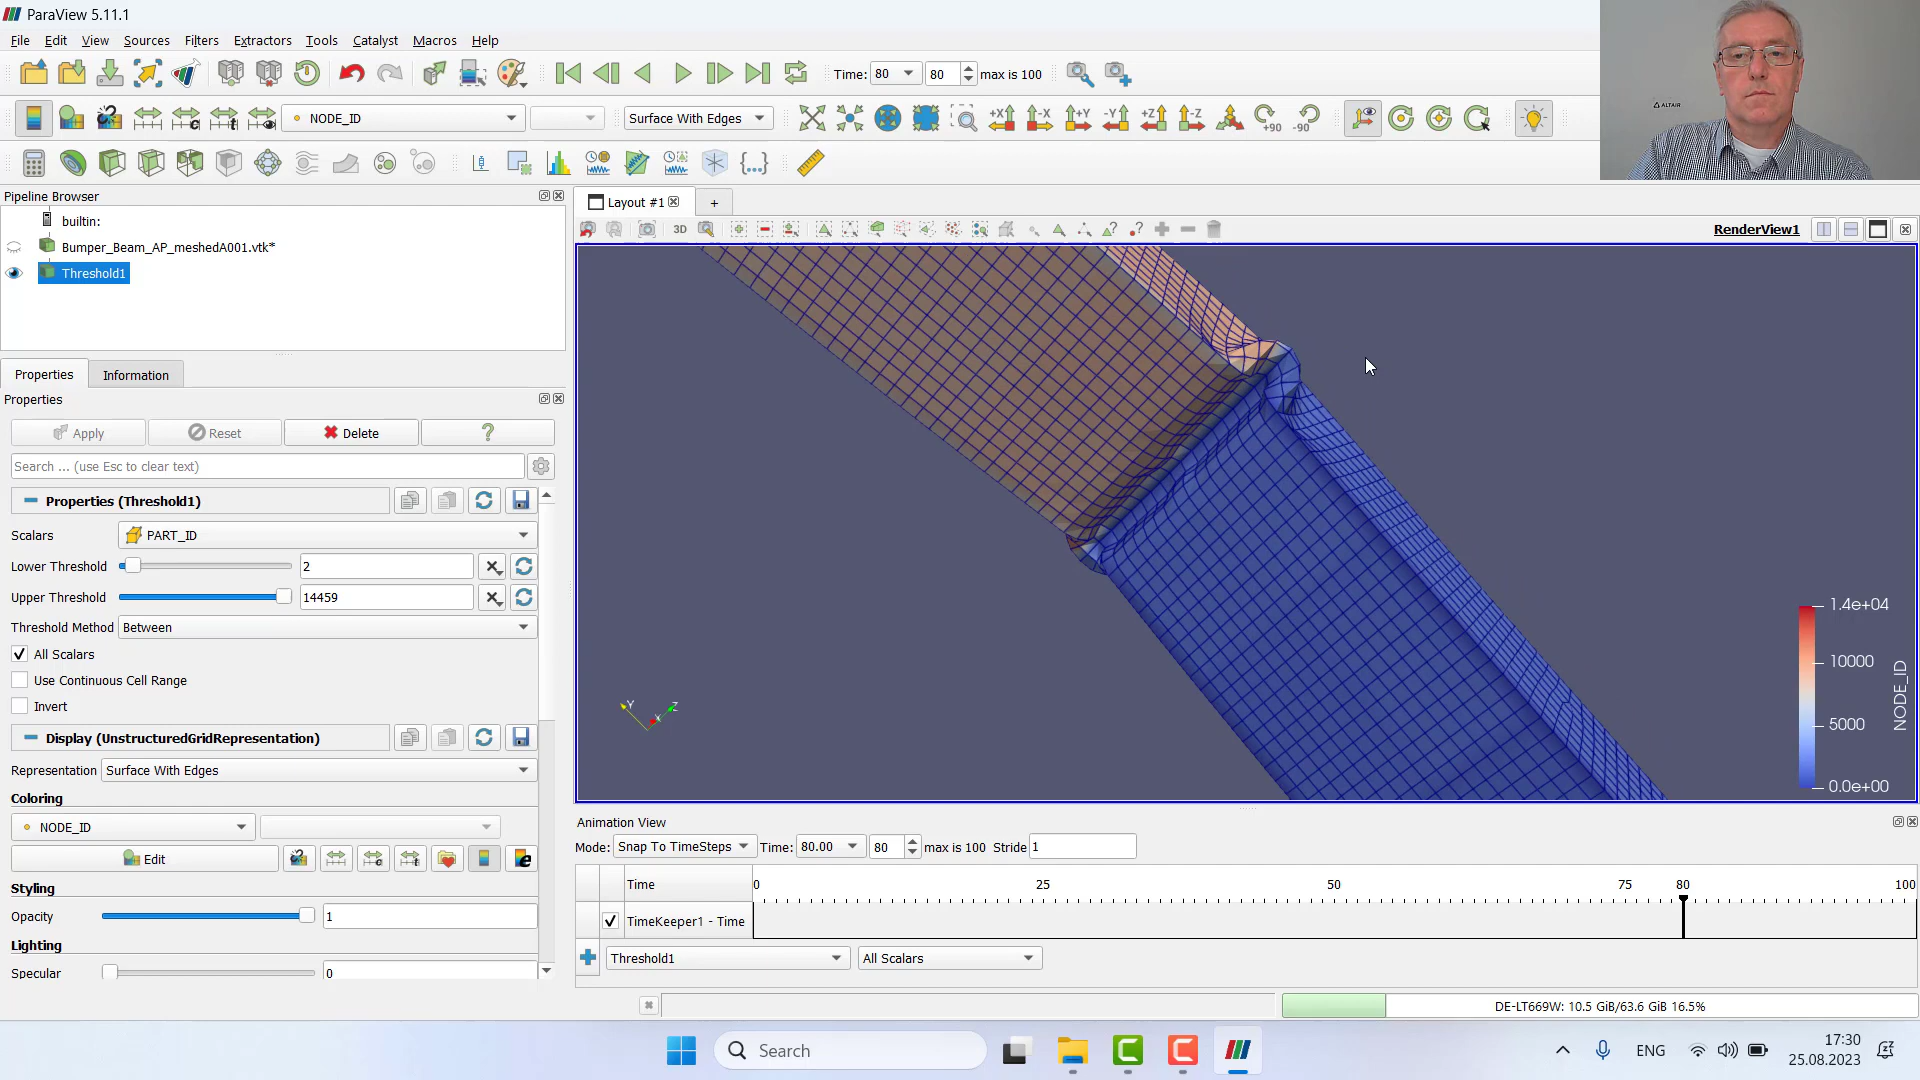 ParaView 5.11.1
File Edit View Sources Filters Extractors Tools Catalyst Macros Help
Time: 80 80 max is 100
NODE_ID Surface With Edges +X -X +Y -Y +Z -Z +90 -90
ALTAIR
Pipeline Browser
builtin:
Bumper_Beam_AP_meshedA001.vtk*
Threshold1
Layout #1 +
3D RenderView1
Properties Information
Properties
Apply Reset Delete ?
Search ... (use Esc to clear text)
Properties (Threshold1)
Scalars PART_ID
Lower Threshold 2
Upper Threshold 14459
Threshold Method Between
All Scalars
Use Continuous Cell Range
Invert
Display (UnstructuredGridRepresentation)
Representation Surface With Edges
Coloring
NODE_ID
Edit
Styling
Opacity 1
Lighting
Specular 0
Y X Z
1.4e+04
10000
5000
0.0e+00
NODE_ID
Animation View
Mode: Snap To TimeSteps Time: 80.00 80 max is 100 Stride 1
Time 0 25 50 75 80 100
TimeKeeper1 - Time
Threshold1 All Scalars
DE-LT669W: 10.5 GiB/63.6 GiB 16.5%
Search
ENG
17:30
25.08.2023